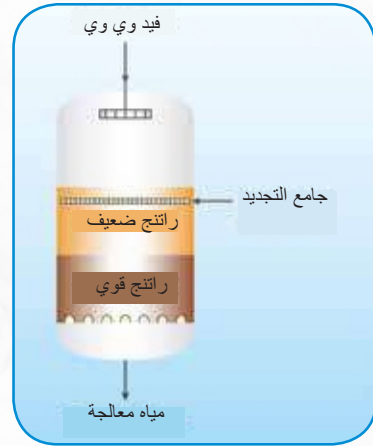 فيد وي وي
جامع التجديد
راتنج ضعيف
راتنج قوي
مياه معالجة